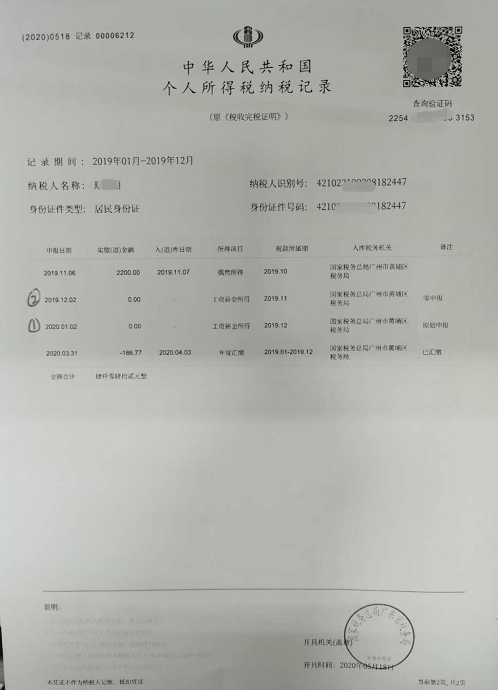 (2020)0518 记录 00006212
中华人民共和国
个人所得税纳税记录
(原《税收完税证明》)
查询验证码
2254 3153
记录期间: 2019年01月-2019年12月
纳税人名称:
纳税人识别号: 42102 8182447
身份证件类型: 居民身份证
身份证件号码: 4210 8182447
申报日期 实缴(退)金额 入(退)库日期 所得项目 税款所属期 入库税务机关 备注
2019.11.06 2200.00 2019.11.07 偶然所得 2019.10 国家税务总局广州市黄埔区税务局
② 2019.12.02 0.00 - 工资薪金所得 2019.11 国家税务总局广州市黄埔区税务局 零申报
① 2020.01.02 0.00 - 工资薪金所得 2019.12 国家税务总局广州市黄埔区税务局 原始申报
2020.03.31 -186.77 2020.04.03 年度汇缴 2019.01-2019.12 国家税务总局广州市黄埔区税务局 已汇缴
金额合计 肆仟零肆拾贰元整
说明:
开具机关(盖章)
开具时间: 2020年05月18日
本凭证不作为纳税人记账、抵扣凭证
当前第2页, 共2页